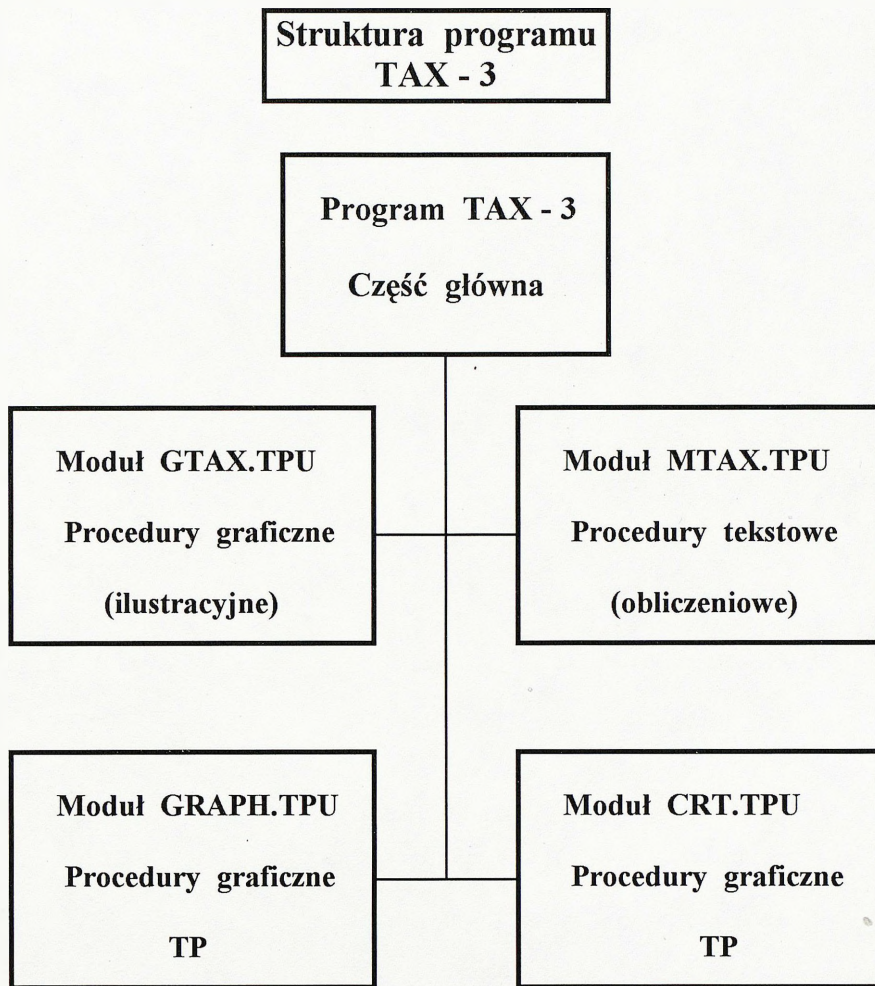 Struktura programu
TAX - 3
Program TAX - 3
Część główna
Moduł GTAX.TPU
Procedury graficzne
(ilustracyjne)
Moduł MTAX.TPU
Procedury tekstowe
(obliczeniowe)
Moduł GRAPH.TPU
Procedury graficzne
TP
Moduł CRT.TPU
Procedury graficzne
TP